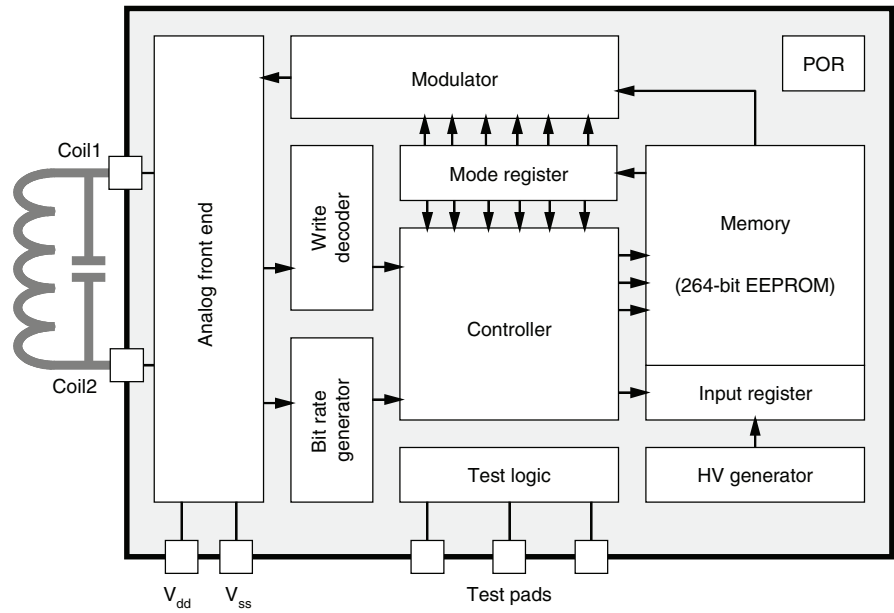 Modulator
POR
Coil1
Mode register
Analog front end
Write
decoder
Memory
(264-bit EEPROM)
Controller
Coil2
Bit rate
generator
Input register
Test logic
HV generator
Vdd
Vss
Test pads